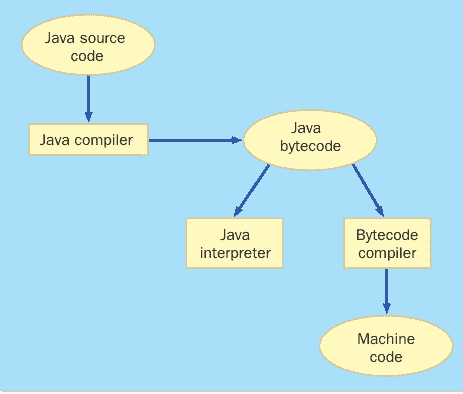 Java source
code
Java compiler
Java
bytecode
Java
interpreter
Bytecode
compiler
Machine
code